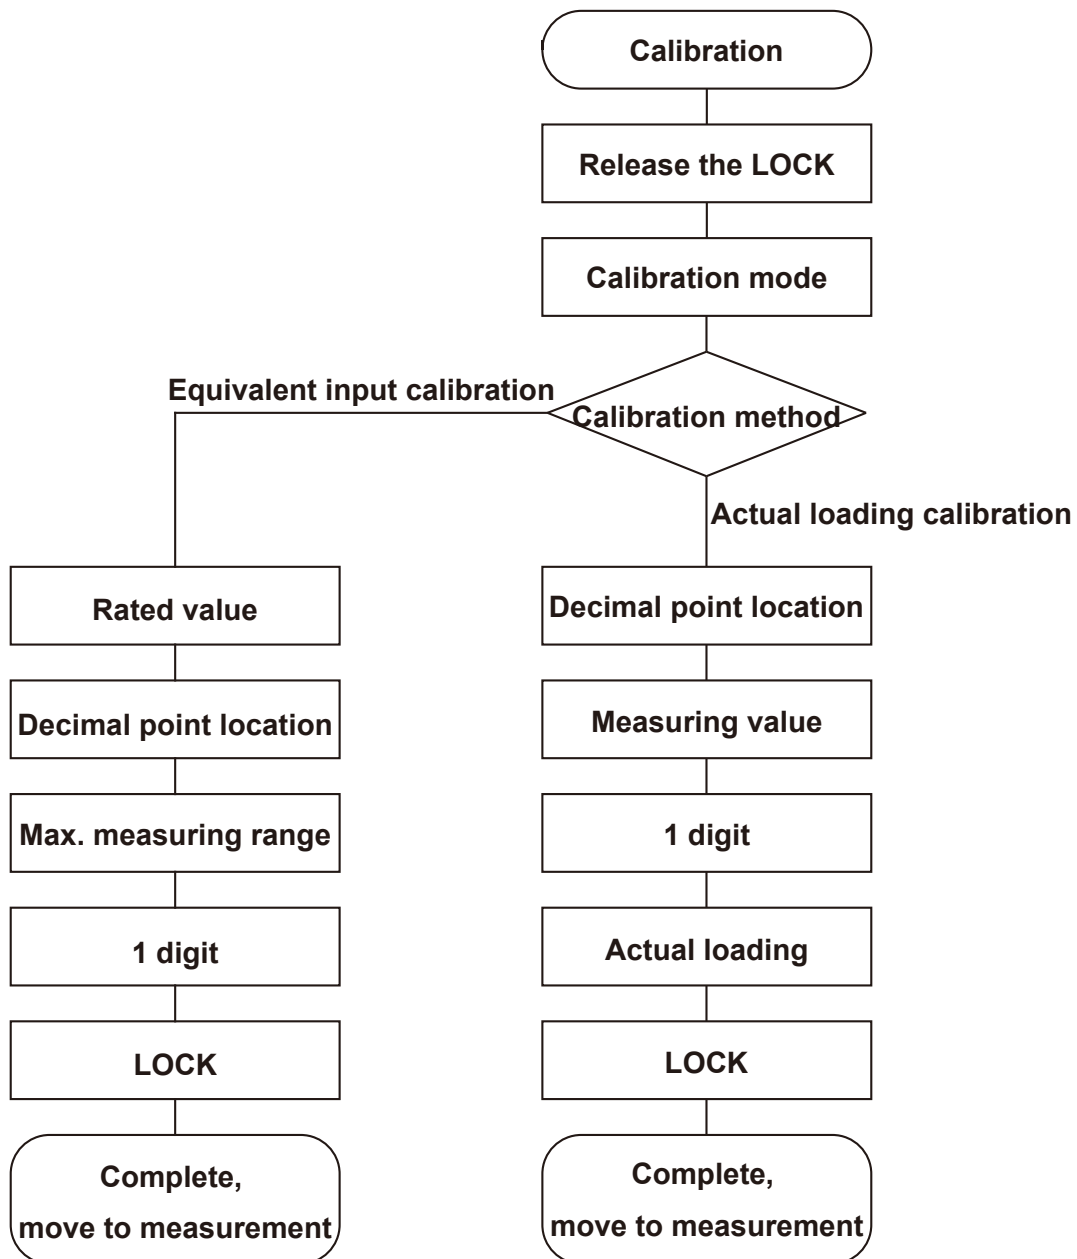 Calibration
Release the LOCK
Calibration mode
Calibration method
Equivalent input calibration
Rated value
Decimal point location
Max. measuring range
1 digit
LOCK
Complete,
move to measurement
Actual loading calibration
Decimal point location
Measuring value
1 digit
Actual loading
LOCK
Complete,
move to measurement